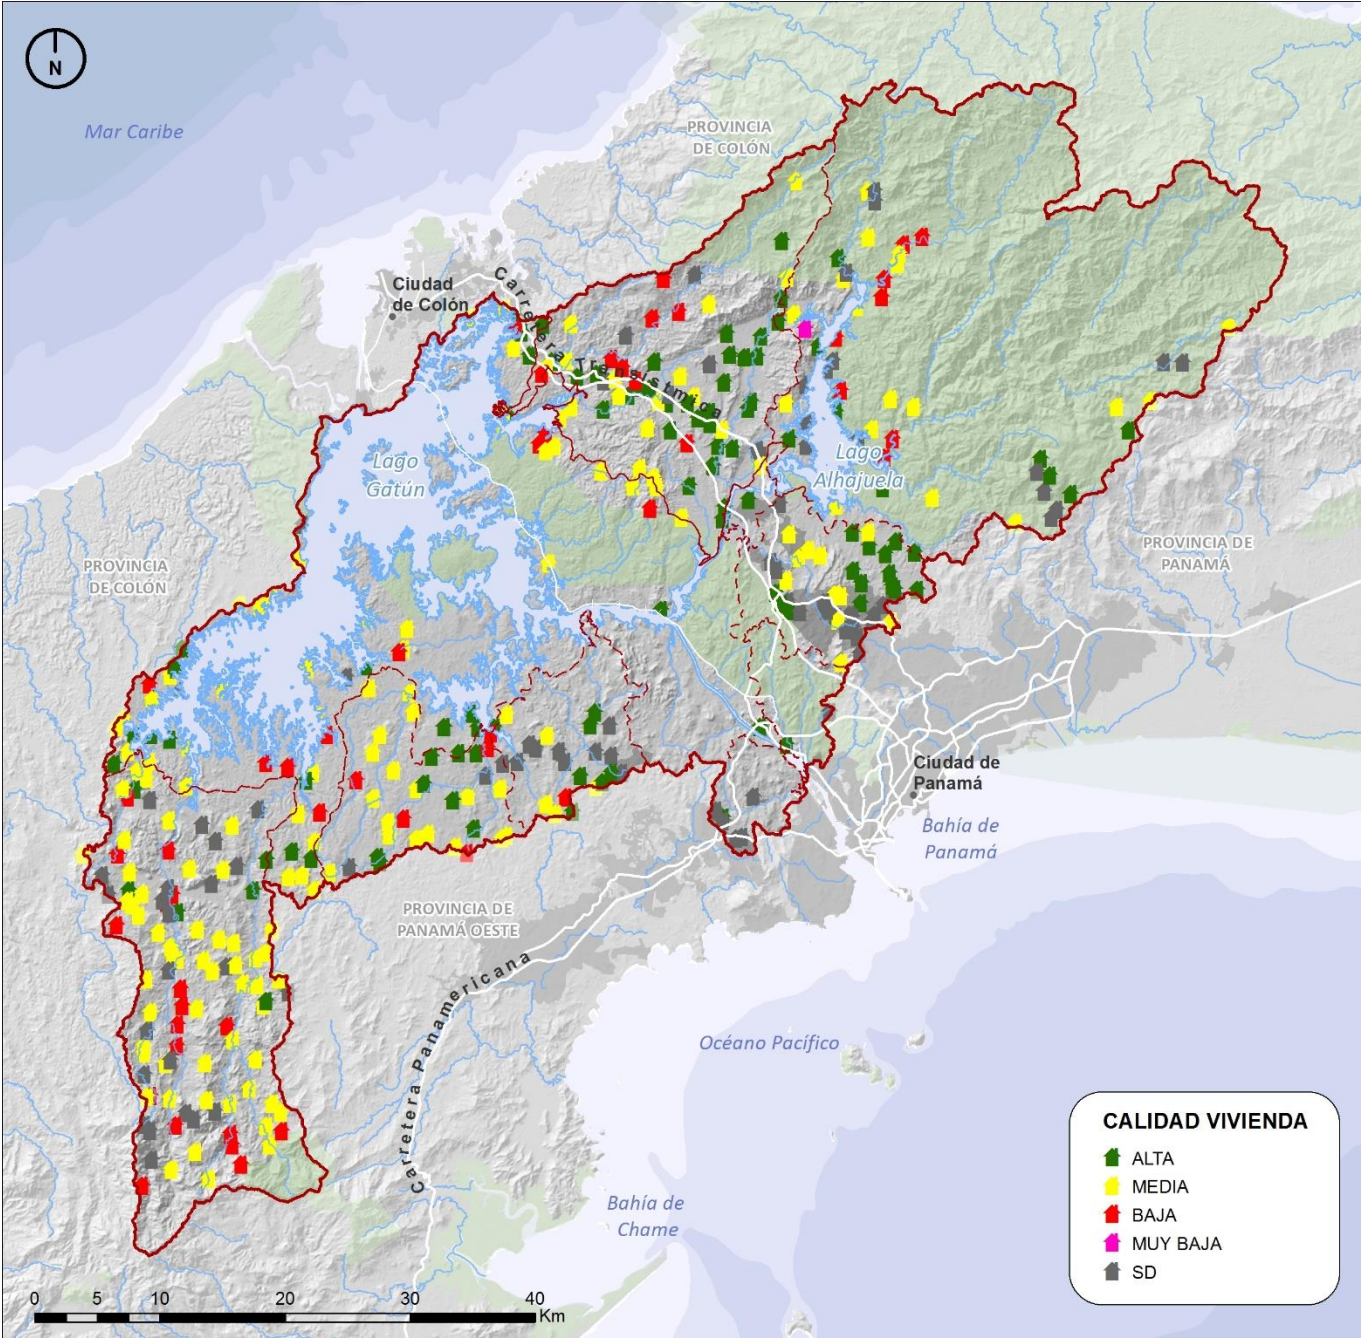 N
Mar Caribe
PROVINCIA
DE COLÓN
Ciudad
de Colón
Carretera Transístmica
Lago
Gatún
Lago
Alhajuela
PROVINCIA
DE COLÓN
PROVINCIA DE
PANAMÁ
Ciudad de
Panamá
Bahía de
Panamá
PROVINCIA DE
PANAMÁ OESTE
Carretera Panamericana
Océano Pacífico
Bahía de
Chame
CALIDAD VIVIENDA
ALTA
MEDIA
BAJA
MUY BAJA
SD
0 5 10 20 30 40
Km